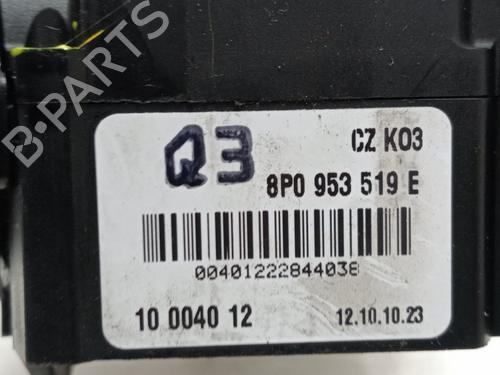 B-PARTS
Q3
CZ K03
8P0 953 519 E
00401222844038
10 0040 12
12.10.10.23